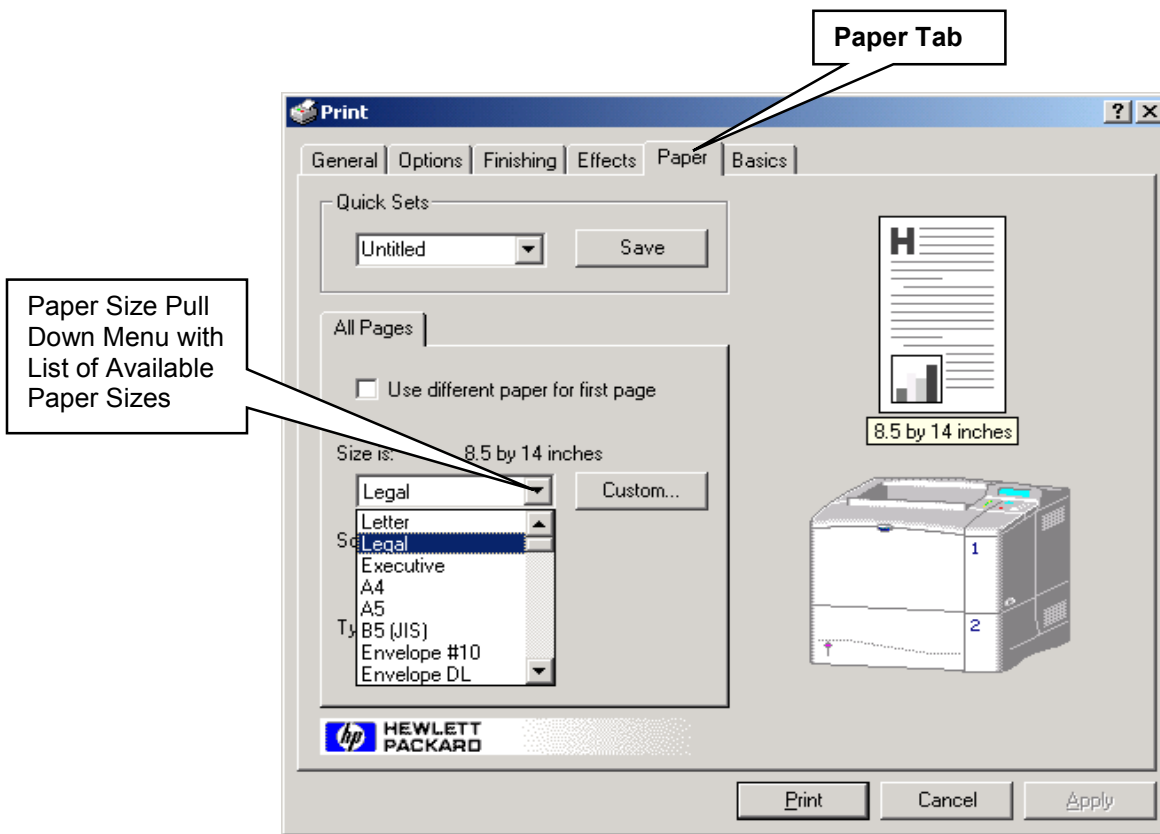 Paper Tab
Print
General Options Finishing Effects Paper Basics
Quick Sets
Untitled Save
H
Paper Size Pull
Down Menu with
List of Available
Paper Sizes
All Pages
Use different paper for first page
8.5 by 14 inches
Size is: 8.5 by 14 inches
Legal Custom...
Letter
Legal
Executive
A4
A5
B5 (JIS)
Envelope #10
Envelope DL
So
Ty
1
2
hp HEWLETT
PACKARD
Print Cancel Apply